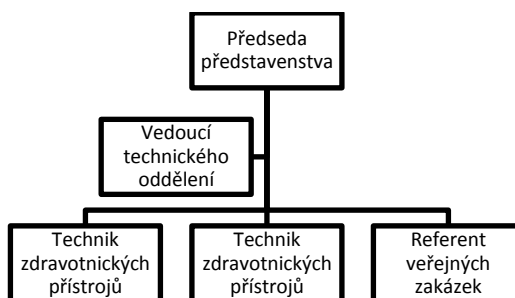 Předseda
představenstva
Vedoucí
technického
oddělení
Technik
zdravotnických
přístrojů
Technik
zdravotnických
přístrojů
Referent
veřejných
zakázek